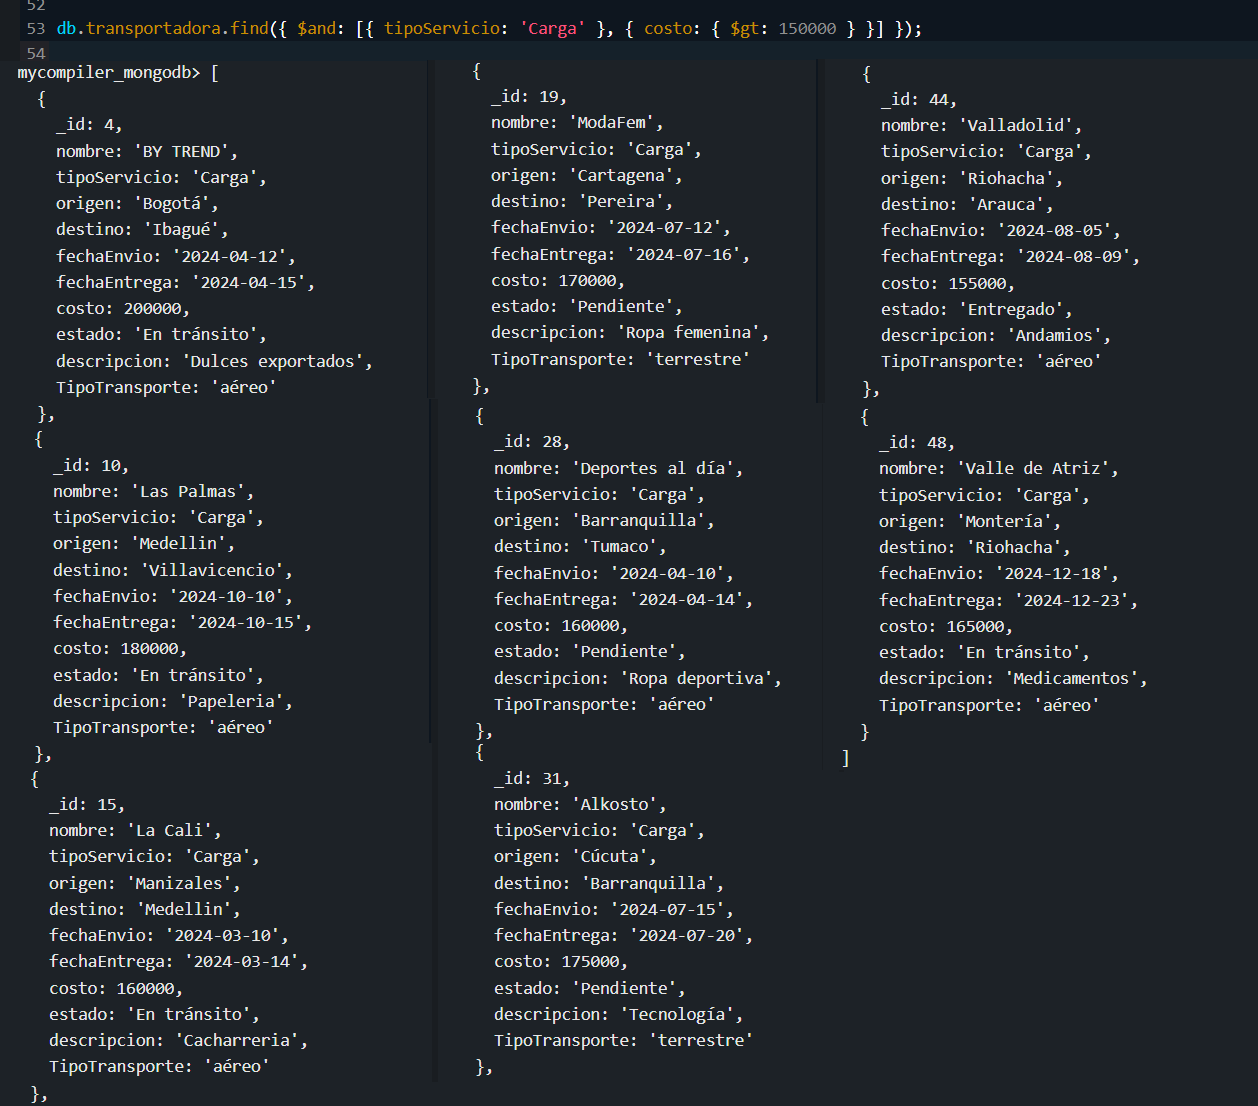 52
53 db.transportadora.find({ $and: [{ tipoServicio: 'Carga' }, { costo: { $gt: 150000 } }] });
54
mycompiler_mongodb> [
{
_id: 4,
nombre: 'BY TREND',
tipoServicio: 'Carga',
origen: 'Bogotá',
destino: 'Ibagué',
fechaEnvio: '2024-04-12',
fechaEntrega: '2024-04-15',
costo: 200000,
estado: 'En tránsito',
descripcion: 'Dulces exportados',
TipoTransporte: 'aéreo'
},
{
_id: 10,
nombre: 'Las Palmas',
tipoServicio: 'Carga',
origen: 'Medellin',
destino: 'Villavicencio',
fechaEnvio: '2024-10-10',
fechaEntrega: '2024-10-15',
costo: 180000,
estado: 'En tránsito',
descripcion: 'Papeleria',
TipoTransporte: 'aéreo'
},
{
_id: 15,
nombre: 'La Cali',
tipoServicio: 'Carga',
origen: 'Manizales',
destino: 'Medellin',
fechaEnvio: '2024-03-10',
fechaEntrega: '2024-03-14',
costo: 160000,
estado: 'En tránsito',
descripcion: 'Cacharreria',
TipoTransporte: 'aéreo'
},
{
_id: 19,
nombre: 'ModaFem',
tipoServicio: 'Carga',
origen: 'Cartagena',
destino: 'Pereira',
fechaEnvio: '2024-07-12',
fechaEntrega: '2024-07-16',
costo: 170000,
estado: 'Pendiente',
descripcion: 'Ropa femenina',
TipoTransporte: 'terrestre'
},
{
_id: 28,
nombre: 'Deportes al día',
tipoServicio: 'Carga',
origen: 'Barranquilla',
destino: 'Tumaco',
fechaEnvio: '2024-04-10',
fechaEntrega: '2024-04-14',
costo: 160000,
estado: 'Pendiente',
descripcion: 'Ropa deportiva',
TipoTransporte: 'aéreo'
},
{
_id: 31,
nombre: 'Alkosto',
tipoServicio: 'Carga',
origen: 'Cúcuta',
destino: 'Barranquilla',
fechaEnvio: '2024-07-15',
fechaEntrega: '2024-07-20',
costo: 175000,
estado: 'Pendiente',
descripcion: 'Tecnología',
TipoTransporte: 'terrestre'
},
{
_id: 44,
nombre: 'Valladolid',
tipoServicio: 'Carga',
origen: 'Riohacha',
destino: 'Arauca',
fechaEnvio: '2024-08-05',
fechaEntrega: '2024-08-09',
costo: 155000,
estado: 'Entregado',
descripcion: 'Andamios',
TipoTransporte: 'aéreo'
},
{
_id: 48,
nombre: 'Valle de Atriz',
tipoServicio: 'Carga',
origen: 'Montería',
destino: 'Riohacha',
fechaEnvio: '2024-12-18',
fechaEntrega: '2024-12-23',
costo: 165000,
estado: 'En tránsito',
descripcion: 'Medicamentos',
TipoTransporte: 'aéreo'
}
]